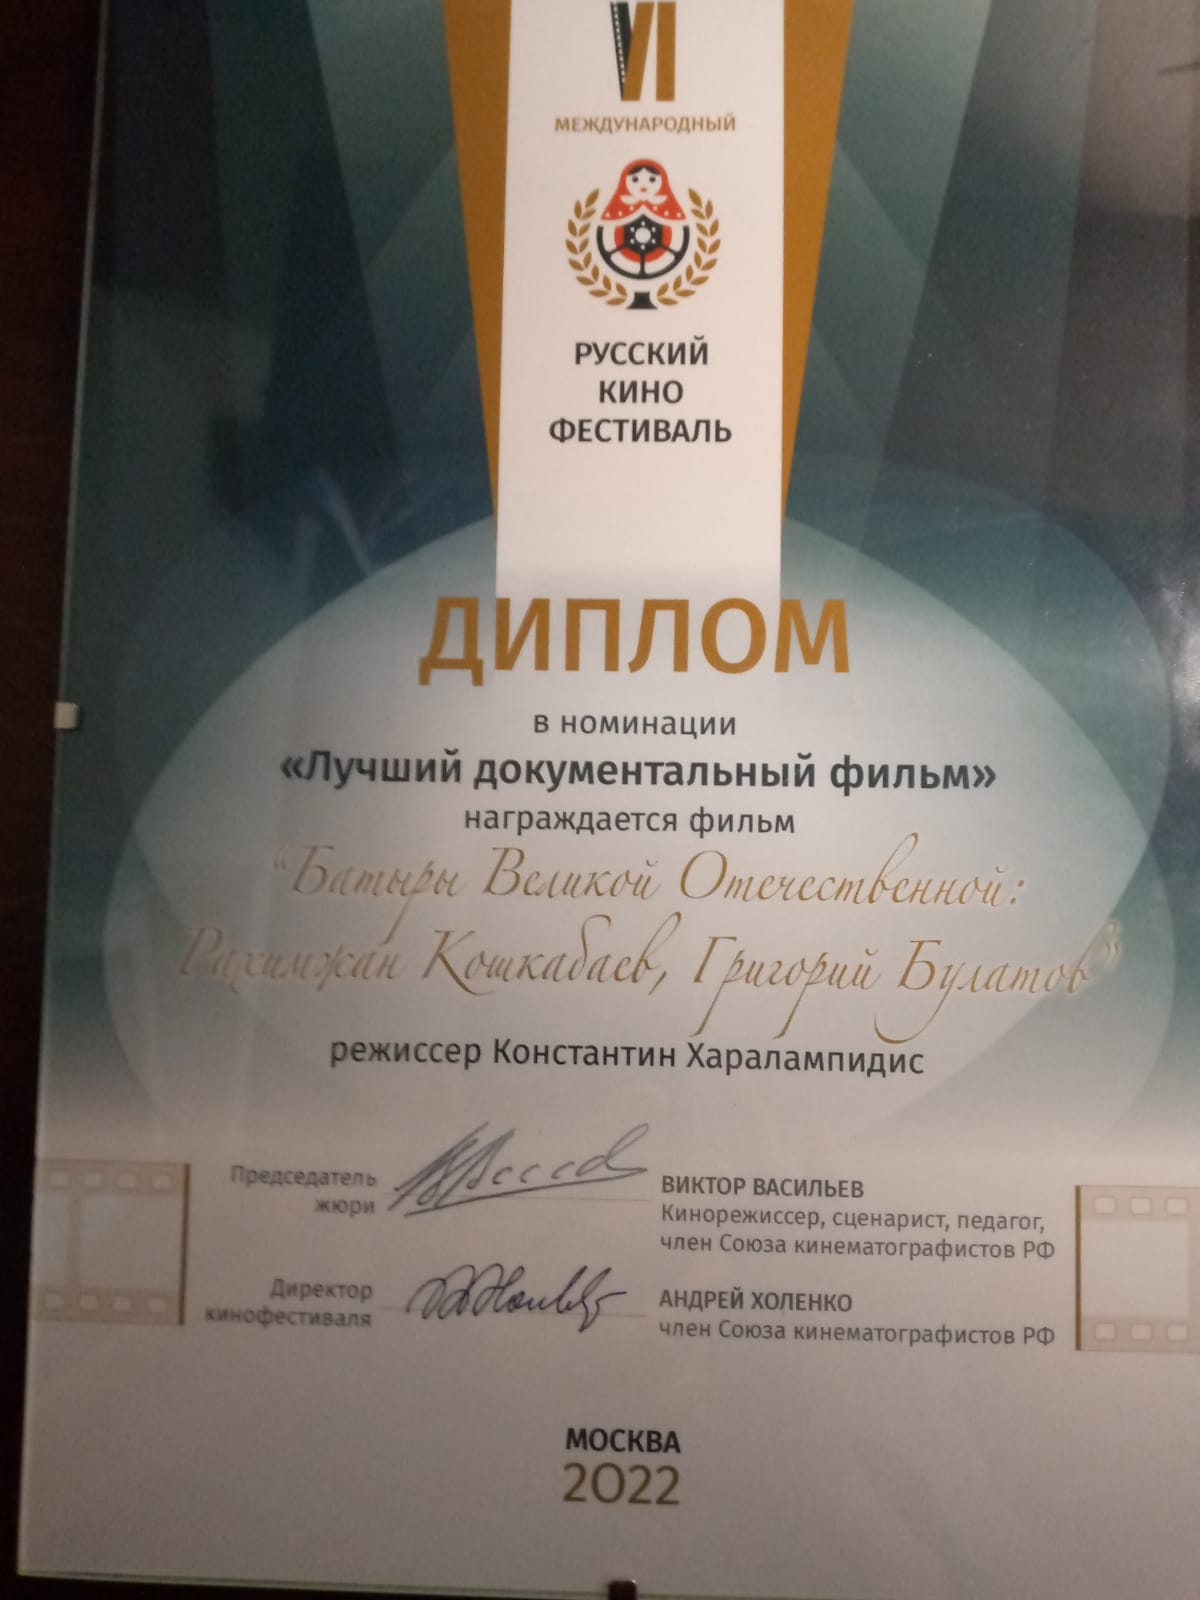 VI
МЕЖДУНАРОДНЫЙ
РУССКИЙ
КИНО
ФЕСТИВАЛЬ
ДИПЛОМ
в номинации
«Лучший документальный фильм»
награждается фильм
“Батыры Великой Отечественной:
Рахимжан Кошкабаев, Григорий Булатов”
режиссер Константин Харалампидис
Председатель
жюри
ВИКТОР ВАСИЛЬЕВ
Кинорежиссер, сценарист, педагог,
член Союза кинематографистов РФ
Директор
кинофестиваля
АНДРЕЙ ХОЛЕНКО
член Союза кинематографистов РФ
МОСКВА
2022